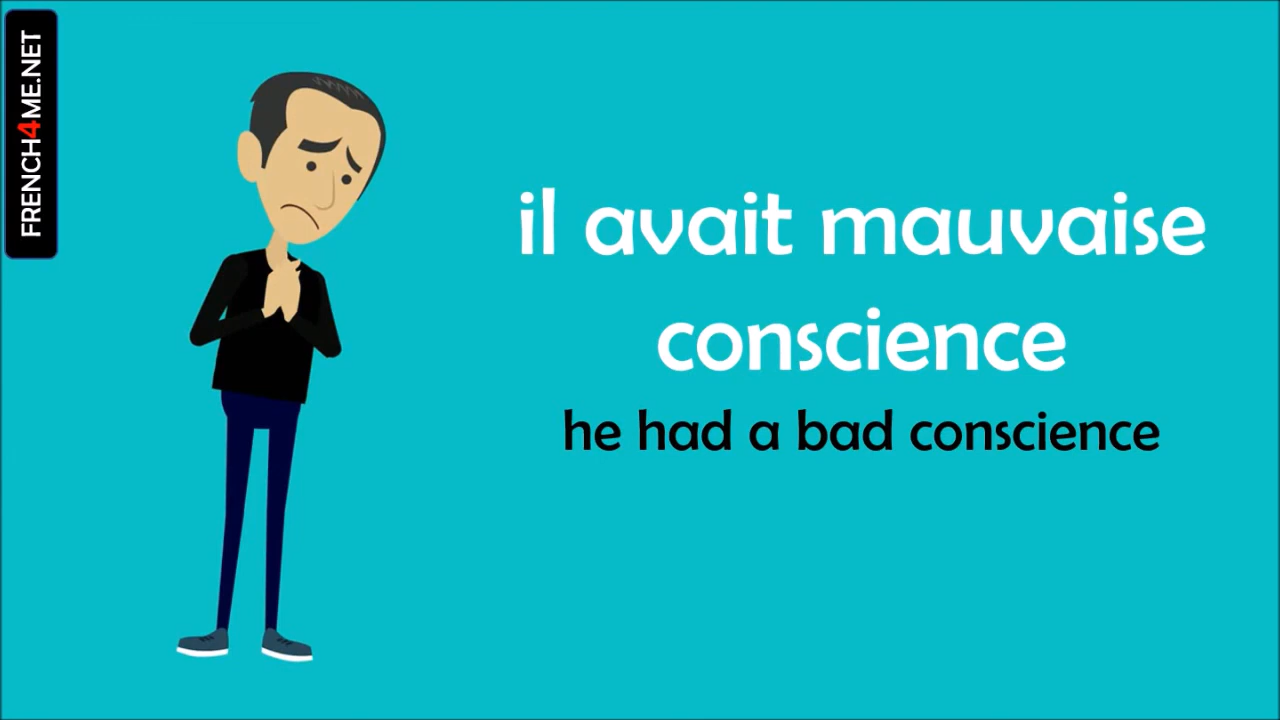 FRENCH4ME.NET
il avait mauvaise
conscience
he had a bad conscience